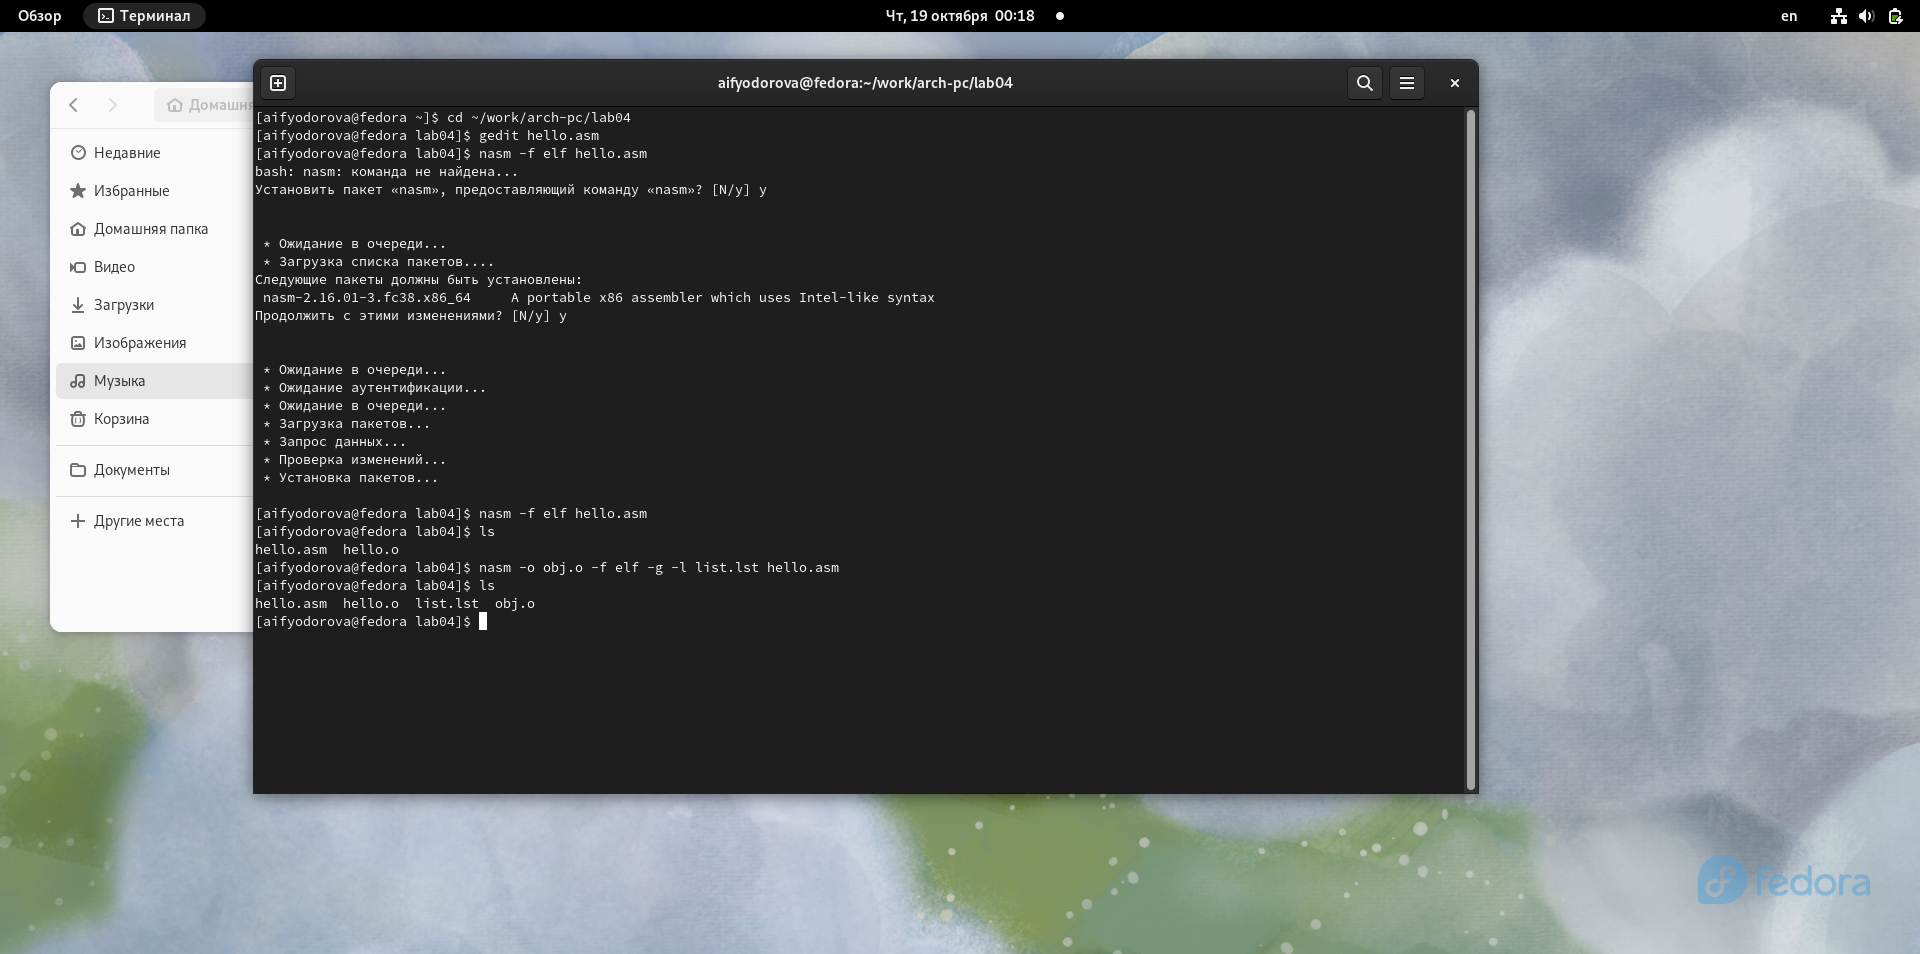 Обзор
Терминал
Чт, 19 октября 00:18
en
aifyodorova@fedora:~/work/arch-pc/lab04
Недавние
Избранные
Домашняя папка
Видео
Загрузки
Изображения
Музыка
Корзина
Документы
Другие места
[aifyodorova@fedora ~]$ cd ~/work/arch-pc/lab04
[aifyodorova@fedora lab04]$ gedit hello.asm
[aifyodorova@fedora lab04]$ nasm -f elf hello.asm
bash: nasm: команда не найдена...
Установить пакет «nasm», предоставляющий команду «nasm»? [N/y] y
* Ожидание в очереди...
* Загрузка списка пакетов....
Следующие пакеты должны быть установлены:
nasm-2.16.01-3.fc38.x86_64 A portable x86 assembler which uses Intel-like syntax
Продолжить с этими изменениями? [N/y] y
* Ожидание в очереди...
* Ожидание аутентификации...
* Ожидание в очереди...
* Загрузка пакетов...
* Запрос данных...
* Проверка изменений...
* Установка пакетов...
[aifyodorova@fedora lab04]$ nasm -f elf hello.asm
[aifyodorova@fedora lab04]$ ls
hello.asm hello.o
[aifyodorova@fedora lab04]$ nasm -o obj.o -f elf -g -l list.lst hello.asm
[aifyodorova@fedora lab04]$ ls
hello.asm hello.o list.lst obj.o
[aifyodorova@fedora lab04]$
fedora